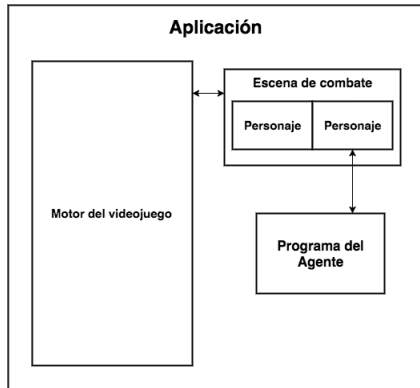 Aplicación
Escena de combate
Personaje Personaje
Motor del videojuego
Programa del
Agente